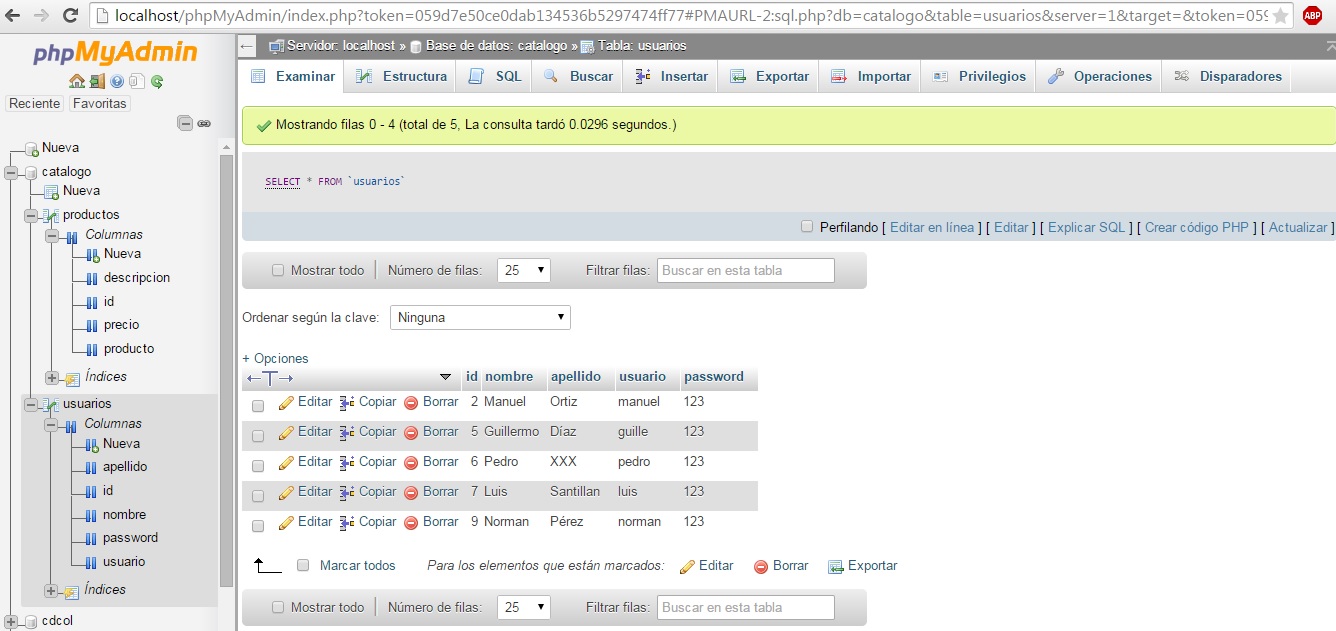 localhost/phpMyAdmin/index.php?token=059d7e50ce0dab134536b5297474ff77#PMAURL-2:sql.php?db=catalogo&table=usuarios&server=1&target=&token=059
ABP
phpMyAdmin
Reciente Favoritas
Nueva
catalogo
Nueva
productos
Columnas
Nueva
descripcion
id
precio
producto
Índices
usuarios
Columnas
Nueva
apellido
id
nombre
password
usuario
Índices
cdcol
Servidor: localhost » Base de datos: catalogo » Tabla: usuarios
Examinar Estructura SQL Buscar Insertar Exportar Importar Privilegios Operaciones Disparadores
Mostrando filas 0 - 4 (total de 5, La consulta tardó 0.0296 segundos.)
SELECT * FROM `usuarios`
Perfilando [ Editar en línea ] [ Editar ] [ Explicar SQL ] [ Crear código PHP ] [ Actualizar ]
Mostrar todo Número de filas: 25 Filtrar filas: Buscar en esta tabla
Ordenar según la clave: Ninguna
+ Opciones
←T→ id nombre apellido usuario password
Editar Copiar Borrar 2 Manuel Ortiz manuel 123
Editar Copiar Borrar 5 Guillermo Díaz guille 123
Editar Copiar Borrar 6 Pedro XXX pedro 123
Editar Copiar Borrar 7 Luis Santillan luis 123
Editar Copiar Borrar 9 Norman Pérez norman 123
Marcar todos Para los elementos que están marcados: Editar Borrar Exportar
Mostrar todo Número de filas: 25 Filtrar filas: Buscar en esta tabla